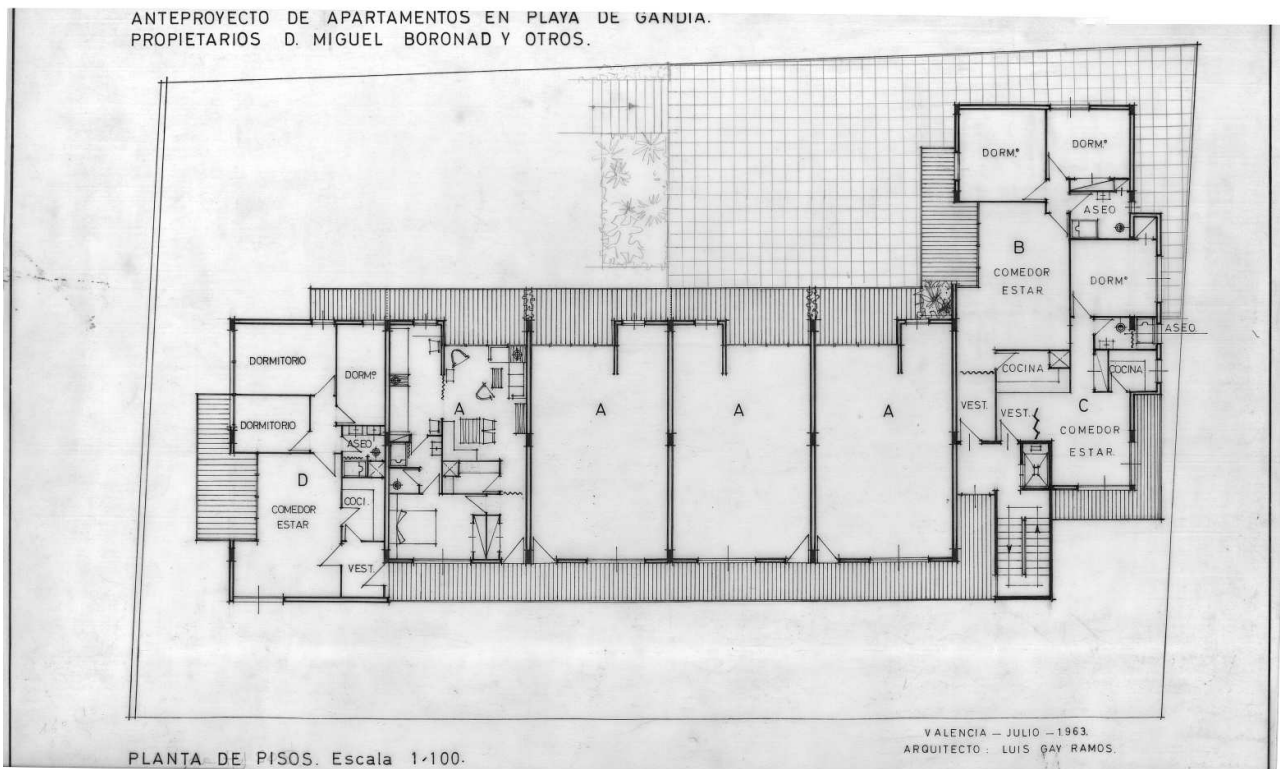 ANTEPROYECTO DE APARTAMENTOS EN PLAYA DE GANDIA.
PROPIETARIOS D. MIGUEL BORONAD Y OTROS.
DORM.º
DORM.º
ASEO
B
COMEDOR
ESTAR
DORM.º
ASEO
COCINA
COCINA
VEST.
VEST.
C
COMEDOR
ESTAR
DORMITORIO
DORM.º
DORMITORIO
ASEO
D
COMEDOR
ESTAR
COCI.
VEST.
A
A
A
A
PLANTA DE PISOS. Escala 1-100.
VALENCIA — JULIO — 1.963.
ARQUITECTO : LUIS GAY RAMOS.